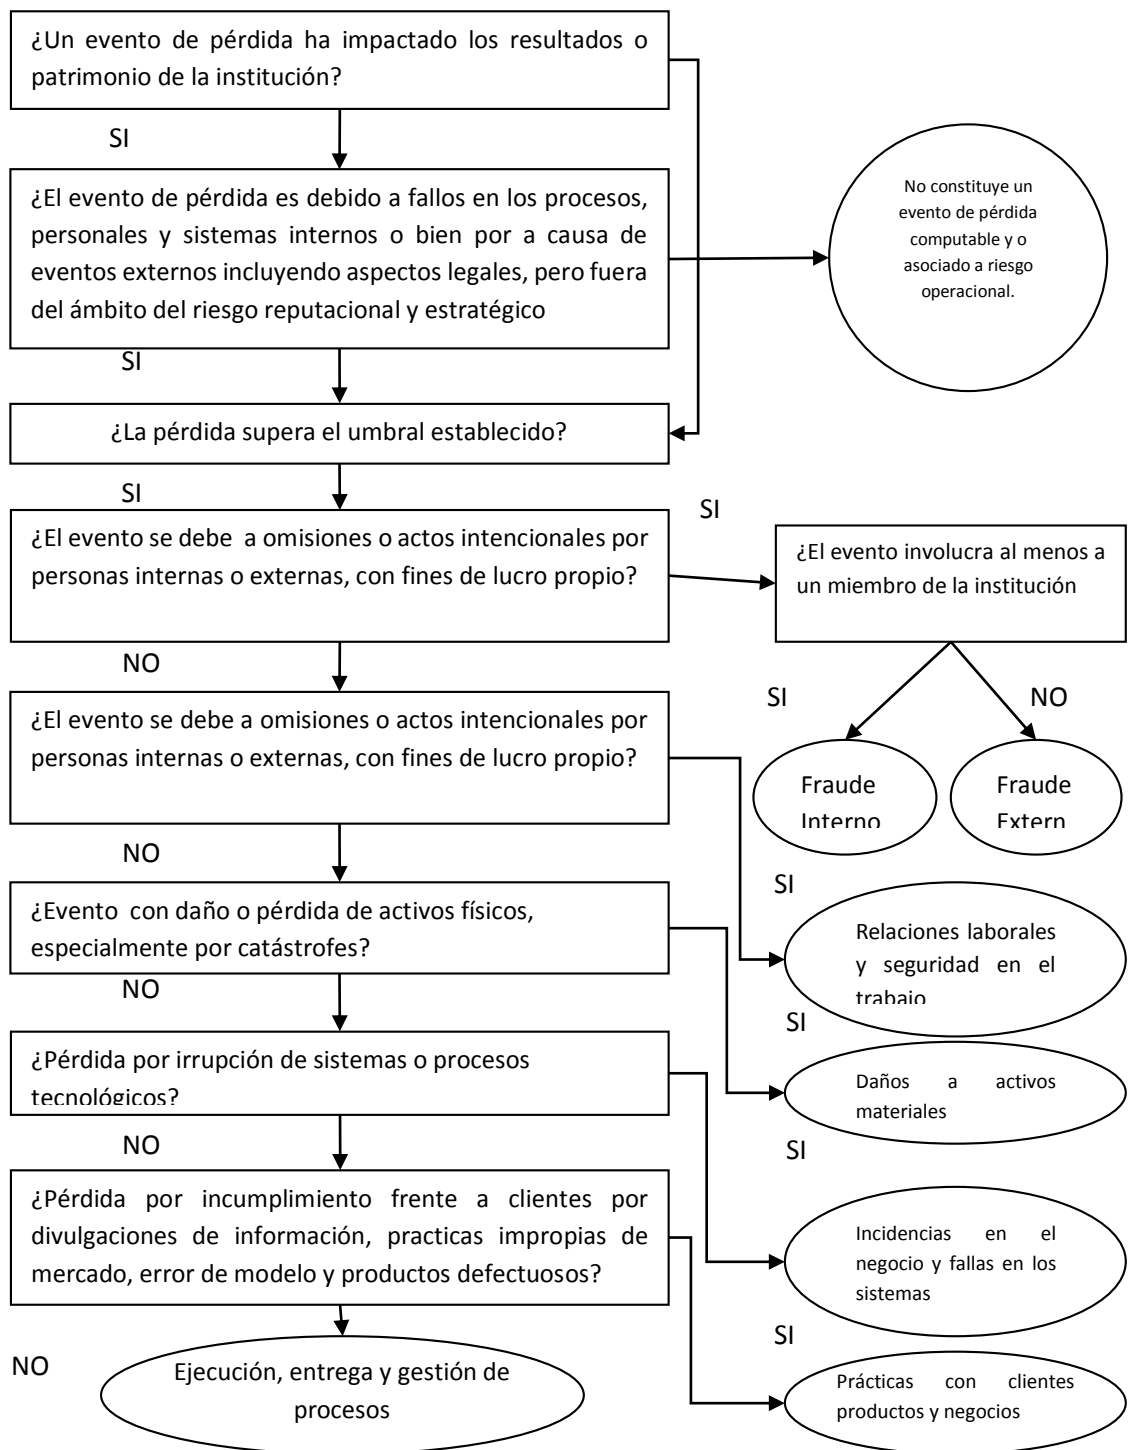 ¿Un evento de pérdida ha impactado los resultados o
patrimonio de la institución?
SI
¿El evento de pérdida es debido a fallos en los procesos,
personales y sistemas internos o bien por a causa de
eventos externos incluyendo aspectos legales, pero fuera
del ámbito del riesgo reputacional y estratégico
No constituye un
evento de pérdida
computable y o
asociado a riesgo
operacional.
SI
¿La pérdida supera el umbral establecido?
SI
SI
¿El evento se debe a omisiones o actos intencionales por
personas internas o externas, con fines de lucro propio?
¿El evento involucra al menos a
un miembro de la institución
NO
SI
NO
¿El evento se debe a omisiones o actos intencionales por
personas internas o externas, con fines de lucro propio?
Fraude
Interno
Fraude
Extern
NO
SI
¿Evento con daño o pérdida de activos físicos,
especialmente por catástrofes?
Relaciones laborales
y seguridad en el
trabajo
NO
SI
¿Pérdida por irrupción de sistemas o procesos
tecnológicos?
Daños a activos
materiales
NO
SI
¿Pérdida por incumplimiento frente a clientes por
divulgaciones de información, practicas impropias de
mercado, error de modelo y productos defectuosos?
Incidencias en el
negocio y fallas en los
sistemas
SI
NO
Ejecución, entrega y gestión de
procesos
Prácticas con clientes
productos y negocios